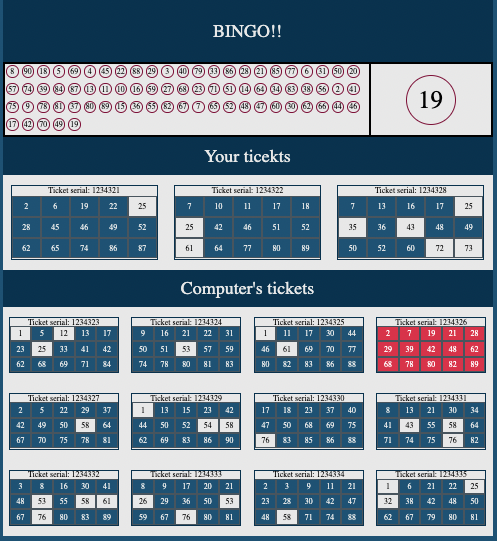 BINGO!!
8 90 18 5 69 4 45 22 88 29 3 40 79 33 86 28 21 85 77 6 31 50 20
57 74 39 84 87 13 11 10 16 59 27 68 23 71 51 14 64 34 83 38 56 2 41
75 9 78 81 37 80 89 15 36 55 82 67 7 65 52 48 47 60 30 62 66 44 46
17 42 70 49 19
19
Your ticekts
Ticket serial: 1234321
2 6 19 22 25
28 45 46 49 52
62 65 74 86 87
Ticket serial: 1234322
7 10 11 17 18
25 42 46 51 52
61 64 77 80 89
Ticket serial: 1234328
7 13 16 17 25
35 36 43 48 49
50 52 60 72 73
Computer's tickets
Ticket serial: 1234323
1 5 12 13 17
23 25 33 41 42
62 68 69 71 84
Ticket serial: 1234324
9 16 21 22 31
50 51 53 57 59
74 78 80 81 83
Ticket serial: 1234325
1 11 17 30 44
46 61 69 70 77
80 82 83 86 88
Ticket serial: 1234326
2 7 19 21 28
29 39 42 48 62
68 78 80 82 89
Ticket serial: 1234327
2 5 22 29 37
42 49 50 58 64
67 70 75 78 81
Ticket serial: 1234329
1 13 15 23 42
44 50 52 54 58
62 69 83 86 90
Ticket serial: 1234330
17 18 23 37 40
47 50 68 69 75
76 83 85 86 88
Ticket serial: 1234331
8 13 21 30 34
41 43 55 58 64
71 74 75 76 82
Ticket serial: 1234332
3 8 16 30 41
48 53 55 58 61
67 76 80 83 89
Ticket serial: 1234333
8 9 17 20 21
26 29 36 50 53
59 67 76 80 81
Ticket serial: 1234334
2 3 9 11 21
23 28 30 42 47
48 58 71 74 88
Ticket serial: 1234335
1 6 21 22 25
32 38 42 48 50
62 67 79 80 81